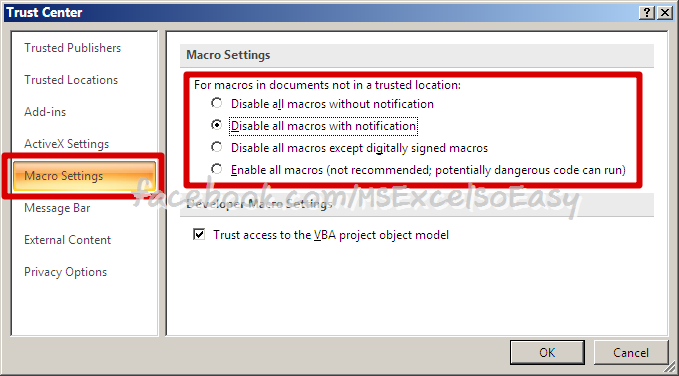 Trust Center
Trusted Publishers
Trusted Locations
Add-ins
ActiveX Settings
Macro Settings
Message Bar
External Content
Privacy Options
Macro Settings
For macros in documents not in a trusted location:
Disable all macros without notification
Disable all macros with notification
Disable all macros except digitally signed macros
Enable all macros (not recommended; potentially dangerous code can run)
facebook.com/MSExcelSoEasy
Developer Macro Settings
Trust access to the VBA project object model
OK
Cancel